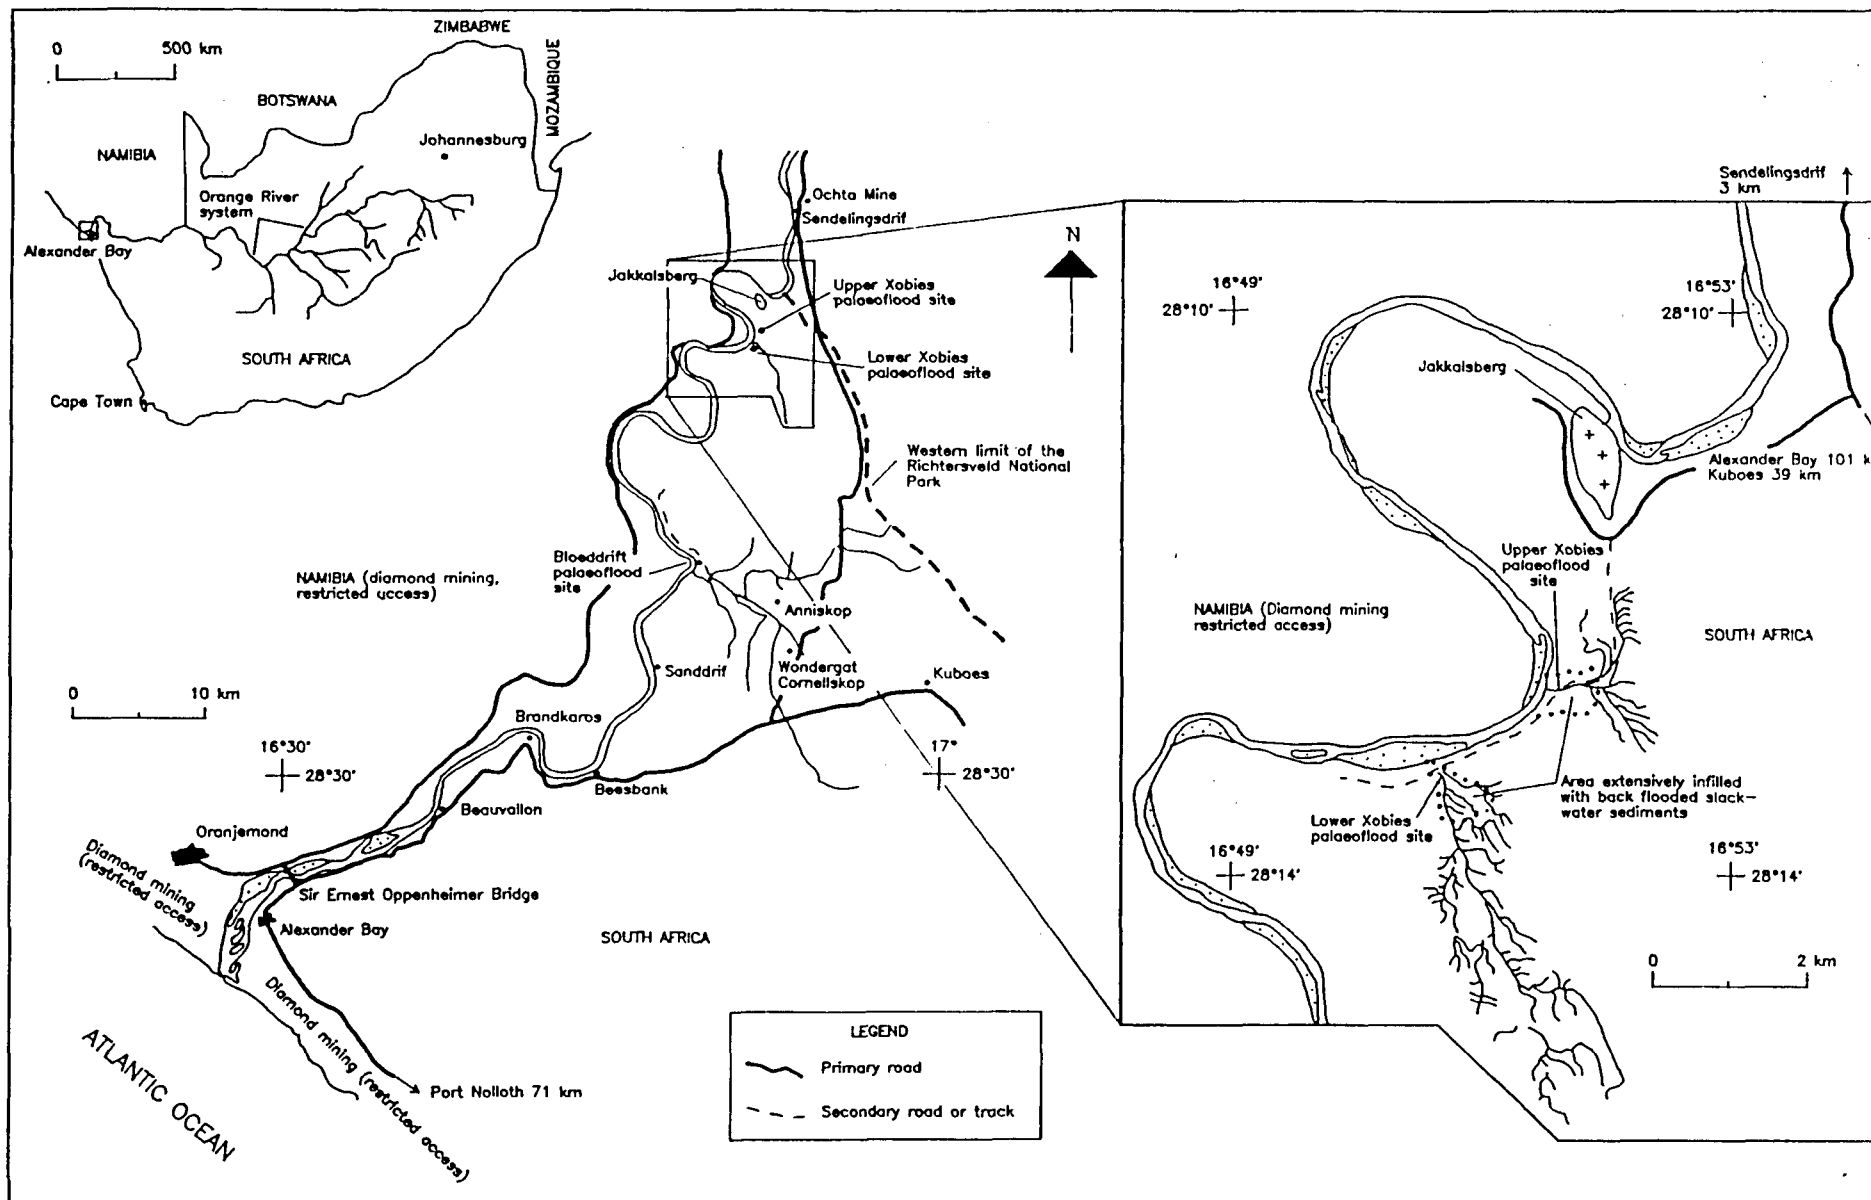 0 500 km
ZIMBABWE
BOTSWANA
MOZAMBIQUE
NAMIBIA
Johannesburg
Orange River
system
Alexander Bay
SOUTH AFRICA
Cape Town
Ochta Mine
Sendelingsdrif
Jakkalsberg
Upper Xobies
palaeoflood site
Lower Xobies
palaeoflood site
N
Western limit of the
Richtersveld National
Park
Bloeddrift
palaeoflood
site
NAMIBIA (diamond mining,
restricted access)
Anniskop
Sanddrif
Wondergat
Cornellskop
Kuboes
0 10 km
Brandkaros
16°30'
28°30'
17°
28°30'
Beesbank
Beauvallon
Oranjemond
Diamond mining
(restricted access)
Sir Ernest Oppenheimer Bridge
Alexander Bay
SOUTH AFRICA
Diamond mining (restricted access)
ATLANTIC OCEAN
Port Nolloth 71 km
LEGEND
Primary road
Secondary road or track
Sendelingsdrif
3 km
16°49'
28°10'
16°53'
28°10'
Jakkalsberg
Alexander Bay 101 k
Kuboes 39 km
Upper Xobies
palaeoflood
site
NAMIBIA (Diamond mining
restricted access)
SOUTH AFRICA
Area extensively infilled
with back flooded slack-
water sediments
Lower Xobies
palaeoflood site
16°49'
28°14'
16°53'
28°14'
0 2 km